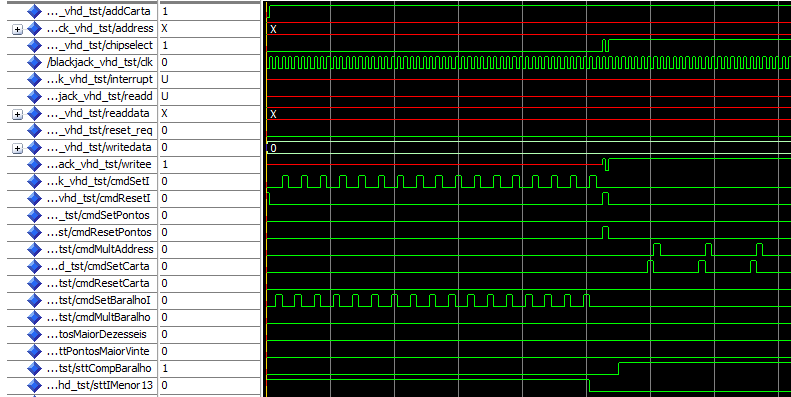 ..._vhd_tst/addCarta 1
...ck_vhd_tst/address X X
..._vhd_tst/chipselect 1
/blackjack_vhd_tst/clk 0
...k_vhd_tst/interrupt U
...jack_vhd_tst/readd U
..._vhd_tst/readdata X X
..._vhd_tst/reset_req 0
..._vhd_tst/writedata 0 0
...ack_vhd_tst/writee 1
...k_vhd_tst/cmdSetI 0
...vhd_tst/cmdResetI 0
..._tst/cmdSetPontos 0
...st/cmdResetPontos 0
...tst/cmdMultAddress 0
...d_tst/cmdSetCarta 0
...tst/cmdResetCarta 0
...tst/cmdSetBaralhoI 0
...tst/cmdMultBaralho 0
...tosMaiorDezesseis 0
...ttPontosMaiorVinte 0
...tst/sttCompBaralho 1
...hd_tst/sttIMenor13 0